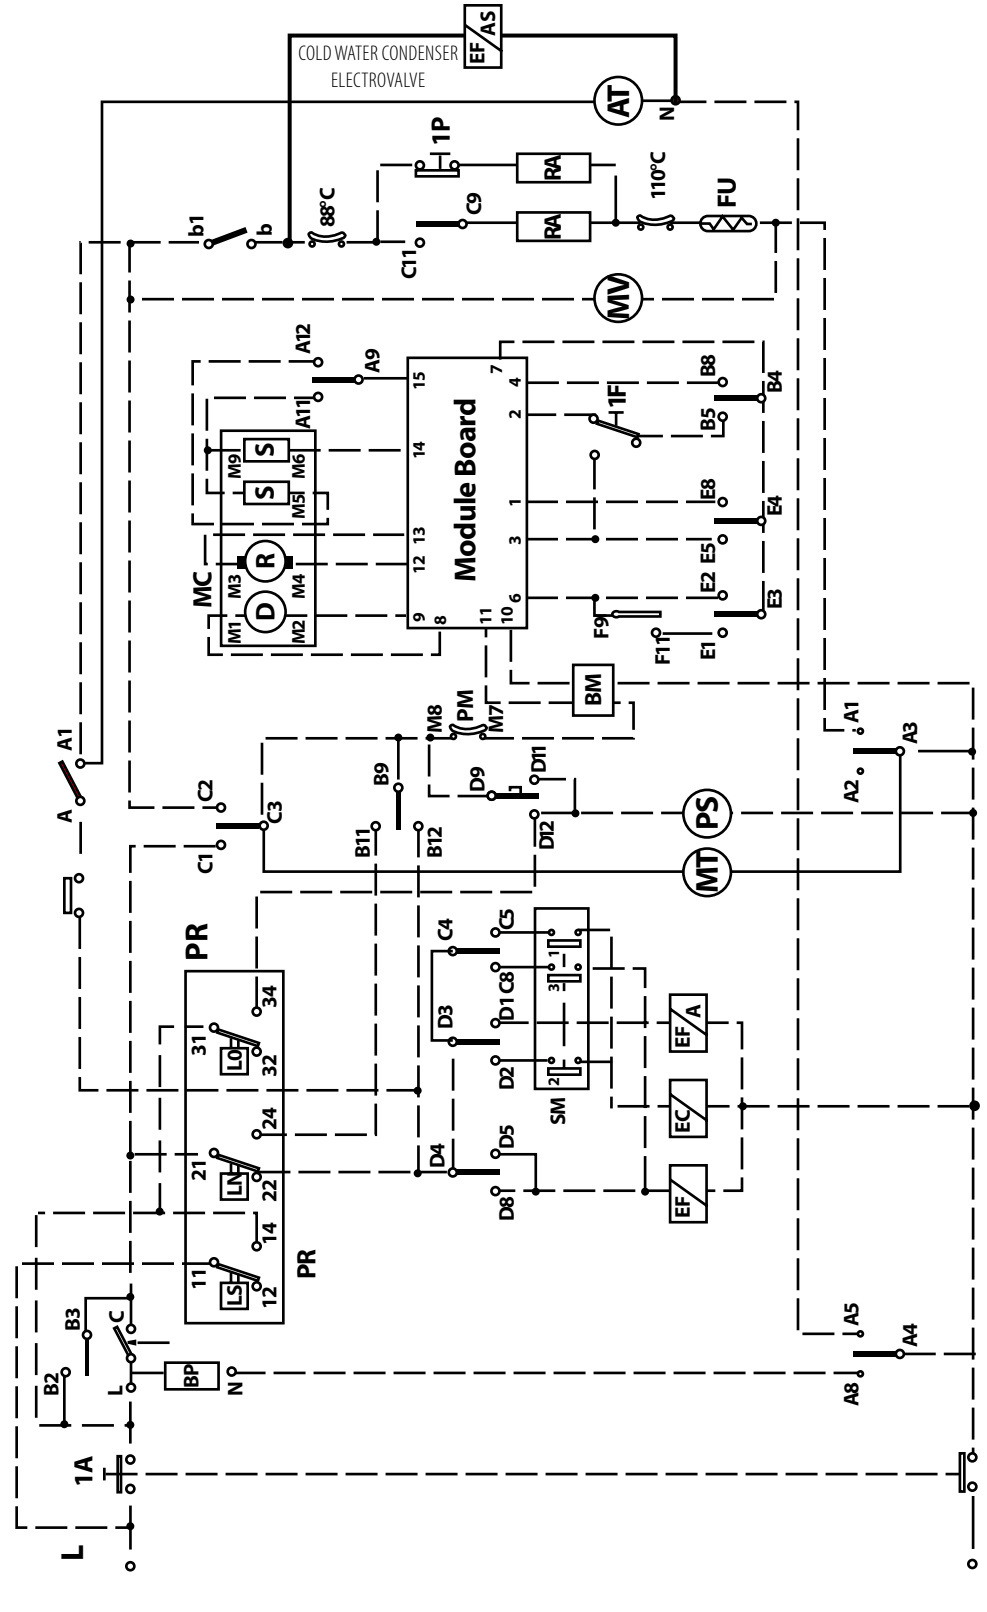 EF AS
COLD WATER CONDENSER
ELECTROVALVE
AT
N
1P
RA
110°C
FU
b1
b
88°C
C9
C11
RA
MV
A12
A9
A11
M9
S
M6
S
M5
MC
M3
R
M4
M1
D
M2
15
14
13
12
9
8
Module Board
7
4
2
1
3
6
11
10
1F
B8
B5
B4
E8
E5
E4
E2
E3
E1
F9
F11
BM
A1
A
C2
C3
C1
M8
PM
M7
B9
B11
B12
D9
D11
D12
PS
MT
A1
A3
A2
PR
34
31
LO
32
24
21
LN
22
14
11
LS
12
PR
C4
C5
C8
D3
D1
D2
D4
D5
D8
1
3
2
SM
EF A
EC
EF
B3
B2
C
L
BP
N
A5
A4
A8
1A
L